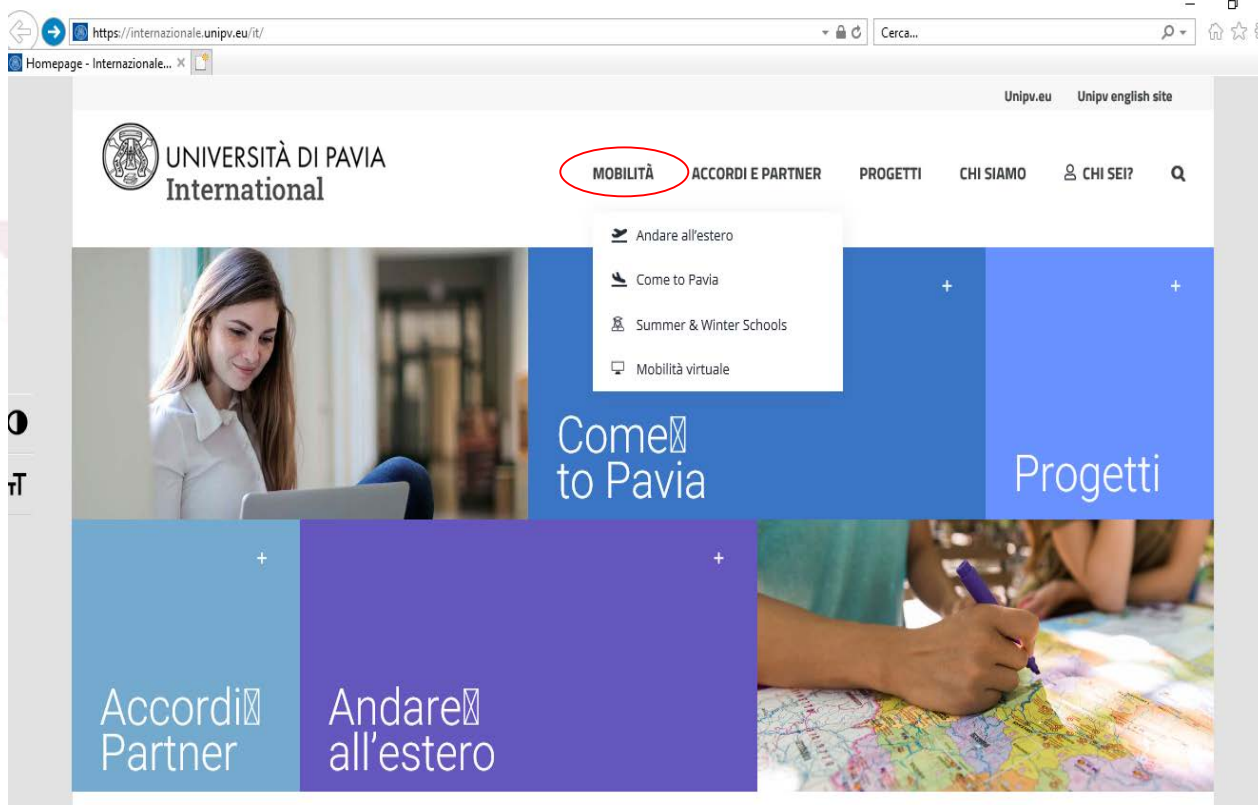 https://internazionale.unipv.eu/it/
Cerca...
Homepage - Internazionale...
Unipv.eu Unipv english site
UNIVERSITÀ DI PAVIA
International
MOBILITÀ ACCORDI E PARTNER PROGETTI CHI SIAMO CHI SEI?
Andare all'estero
Come to Pavia
Summer & Winter Schools
Mobilità virtuale
Come
to Pavia
Progetti
Accordi
Partner
Andare
all'estero